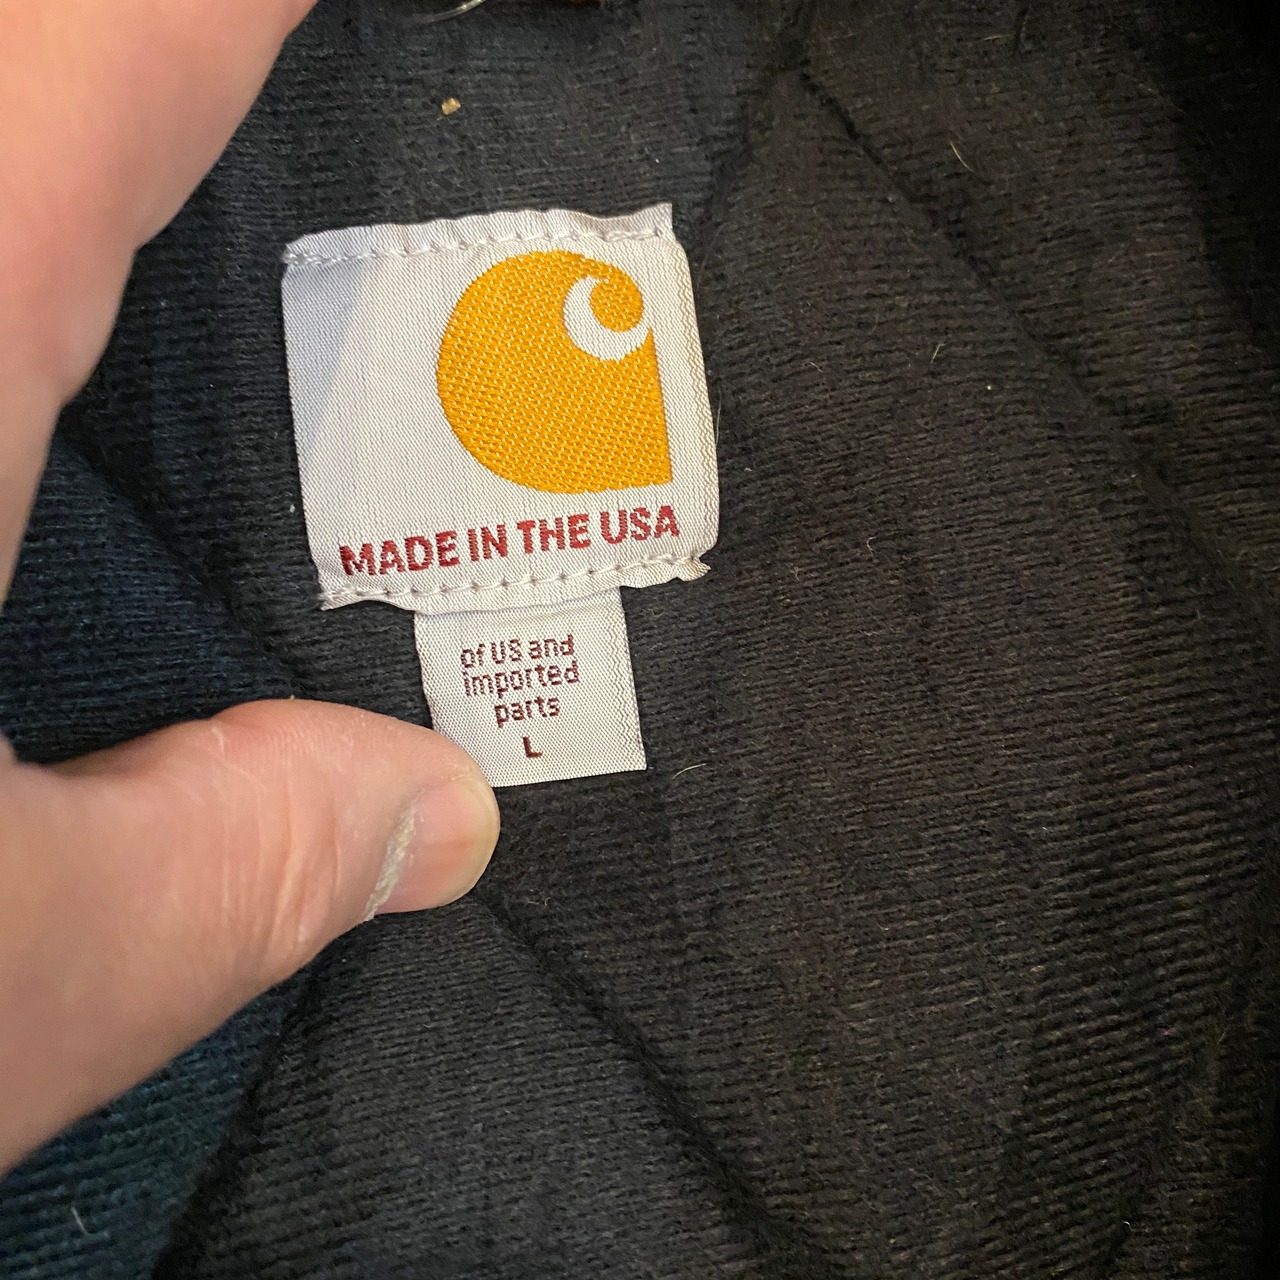 MADE IN THE USA
of US and
imported
parts
L